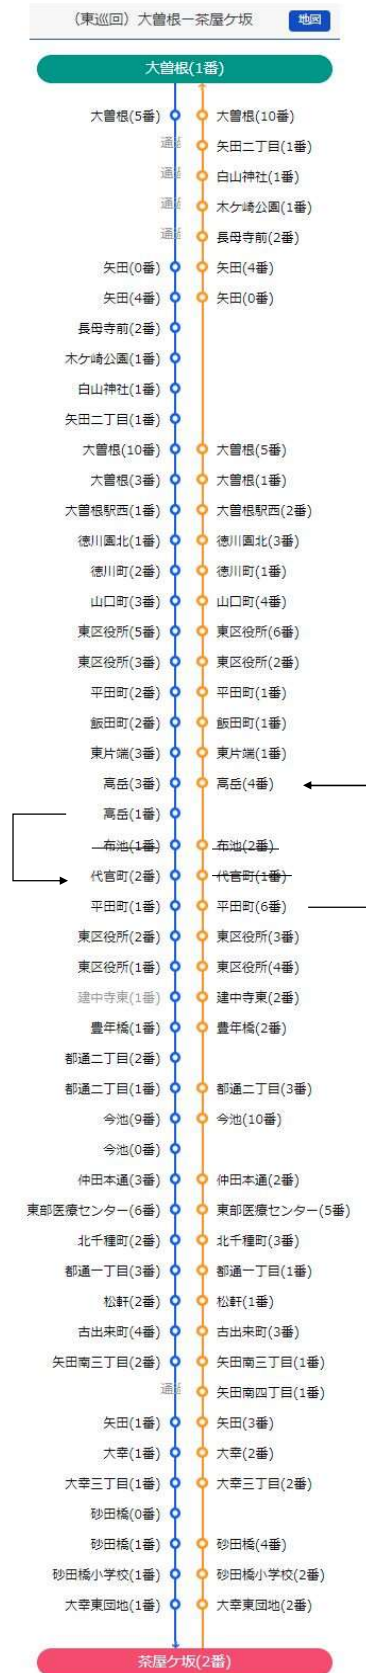 (東巡回) 大曽根ー茶屋ケ坂 地図
大曽根(1番)
大曽根(5番) 大曽根(10番)
通過 矢田二丁目(1番)
通過 白山神社(1番)
通過 木ケ崎公園(1番)
通過 長母寺前(2番)
矢田(0番) 矢田(4番)
矢田(4番) 矢田(0番)
長母寺前(2番)
木ケ崎公園(1番)
白山神社(1番)
矢田二丁目(1番)
大曽根(10番) 大曽根(5番)
大曽根(3番) 大曽根(1番)
大曽根駅西(1番) 大曽根駅西(2番)
徳川園北(1番) 徳川園北(3番)
徳川町(2番) 徳川町(1番)
山口町(3番) 山口町(4番)
東区役所(5番) 東区役所(6番)
東区役所(3番) 東区役所(2番)
平田町(2番) 平田町(1番)
飯田町(2番) 飯田町(1番)
東片端(3番) 東片端(1番)
高岳(3番) 高岳(4番)
高岳(1番)
布池(1番) 布池(2番)
代官町(2番) 代官町(1番)
平田町(1番) 平田町(6番)
東区役所(2番) 東区役所(3番)
東区役所(1番) 東区役所(4番)
建中寺東(1番) 建中寺東(2番)
豊年橋(1番) 豊年橋(2番)
都通二丁目(2番)
都通二丁目(1番) 都通二丁目(3番)
今池(9番) 今池(10番)
今池(0番)
仲田本通(3番) 仲田本通(2番)
東部医療センター(6番) 東部医療センター(5番)
北千種町(2番) 北千種町(3番)
都通一丁目(3番) 都通一丁目(1番)
松軒(2番) 松軒(1番)
古出来町(4番) 古出来町(3番)
矢田南三丁目(2番) 矢田南三丁目(1番)
通過 矢田南四丁目(1番)
矢田(1番) 矢田(3番)
大幸(1番) 大幸(2番)
大幸三丁目(1番) 大幸三丁目(2番)
砂田橋(0番)
砂田橋(1番) 砂田橋(4番)
砂田橋小学校(1番) 砂田橋小学校(2番)
大幸東団地(1番) 大幸東団地(2番)
茶屋ケ坂(2番)